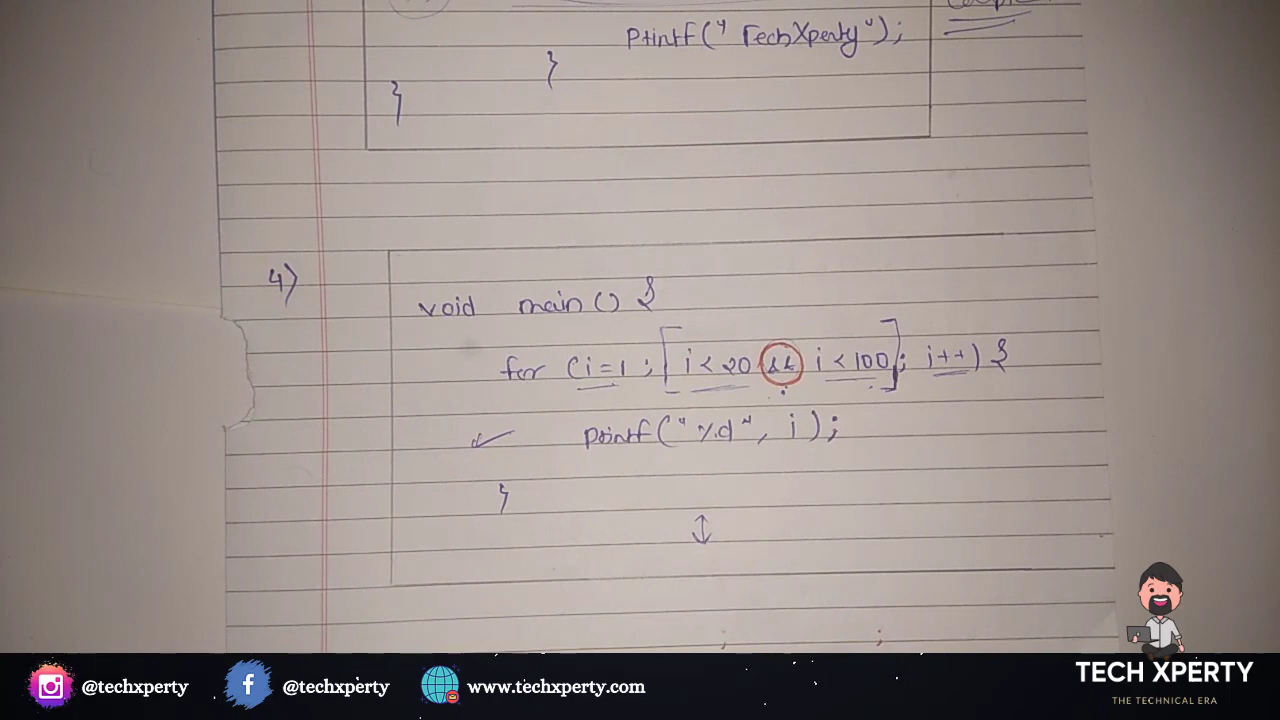 printf(" TechXperty");
}
}
4)
void main() {
for (i=1; [i<20 && i<100]; i++) {
printf("%d", i);
}
; ;
@techxperty @techxperty www.techxperty.com
TECH XPERTY
THE TECHNICAL ERA